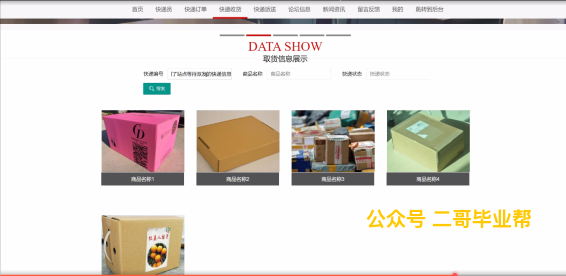 首页 快递员 快递订单 快递收货 快递派送 论坛信息 新闻资讯 留言反馈 我的 跳转到后台
DATA SHOW
取货信息展示
快递编号 商品名称 商品名称 快递状态 快递状态
搜索
商品名称1 商品名称2 商品名称3 商品名称4
公众号 二哥毕业帮